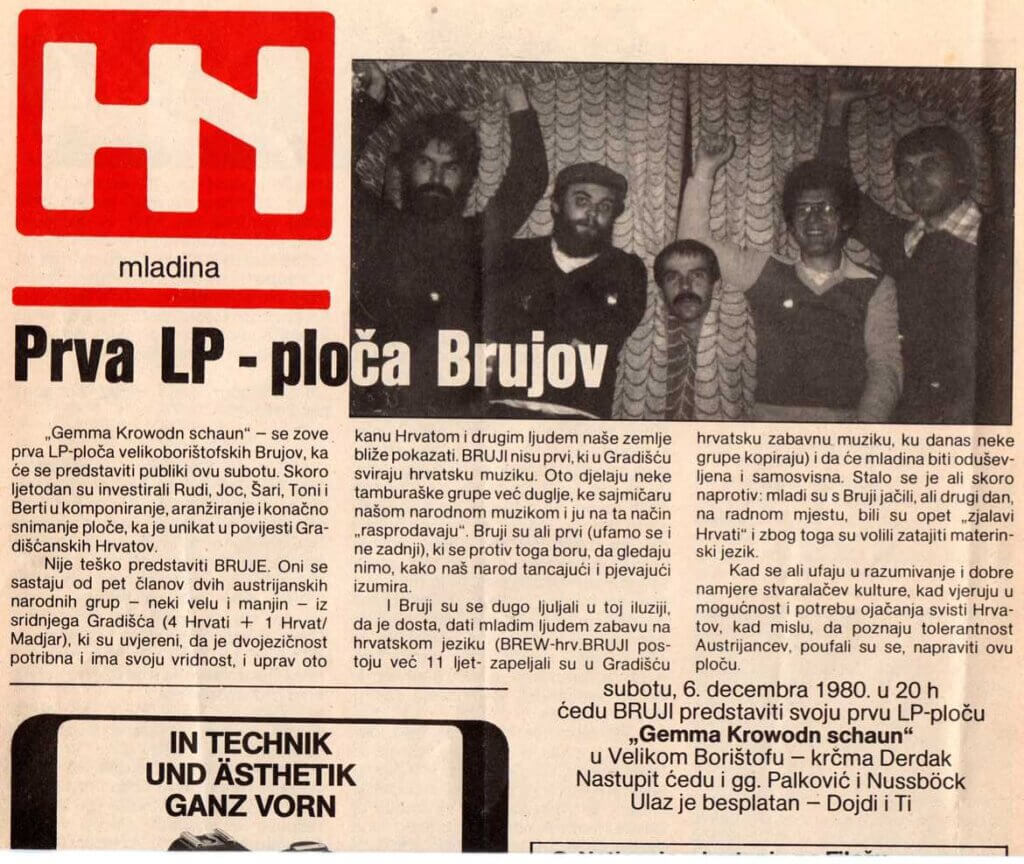 HN
mladina
Prva LP - ploča Brujov
„Gemma Krowodn schaun“ – se zove
prva LP-ploča velikoborištofskih Brujov, ka
će se predstaviti publiki ovu subotu. Skoro
ljetodan su investirali Rudi, Joc, Šari, Toni i
Berti u komponiranje, aranžiranje i konačno
snimanje ploče, ka je unikat u povijesti Gra-
dišćanskih Hrvatov.
Nije teško predstaviti BRUJE. Oni se
sastaju od pet članov dvih austrijanskih
narodnih grup – neki velu i manjin – iz
sridnjega Gradišća (4 Hrvati + 1 Hrvat/
Madjar), ki su uvjereni, da je dvojezičnost
potribna i ima svoju vridnost, i uprav oto
kanu Hrvatom i drugim ljudem naše zemlje
bliže pokazati. BRUJI nisu prvi, ki u Gradišću
sviraju hrvatsku muziku. Oto djelaju neke
tamburaške grupe već duglje, ke sajmičaru
našom narodnom muzikom i ju na ta način
„rasprodavaju“. Bruji su ali prvi (ufamo se i
ne zadnji), ki se protiv toga boru, da gledaju
nimo, kako naš narod tancajući i pjevajući
izumira.
I Bruji su se dugo ljuljali u toj iluziji,
da je dosta, dati mladim ljudem zabavu na
hrvatskom jeziku (BREW-hrv.BRUJI pos-
toju već 11 ljet- zapeljali su u Gradišću
hrvatsku zabavnu muziku, ku danas neke
grupe kopiraju) i da će mladina biti odušev-
ljena i samosvisna. Stalo se je ali skoro
naprotiv: mladi su s Bruji jačili, ali drugi dan,
na radnom mjestu, bili su opet „zjalavi
Hrvati“ i zbog toga su volili zatajiti materin-
ski jezik.
Kad se ali ufaju u razumivanje i dobre
namjere stvaralačev kulture, kad vjeruju u
mogućnost i potrebu ojačanja svisti Hrva-
tov, kad mislu, da poznaju tolerantnost
Austrijancev, poufali su se, napraviti ovu
ploču.
subotu, 6. decembra 1980. u 20 h
ćedu BRUJI predstaviti svoju prvu LP-ploču
„Gemma Krowodn schaun“
u Velikom Borištofu – krčma Derdak
Nastupit ćedu i gg. Palković i Nussböck
Ulaz je besplatan – Dojdi i Ti
IN TECHNIK
UND ÄSTHETIK
GANZ VORN